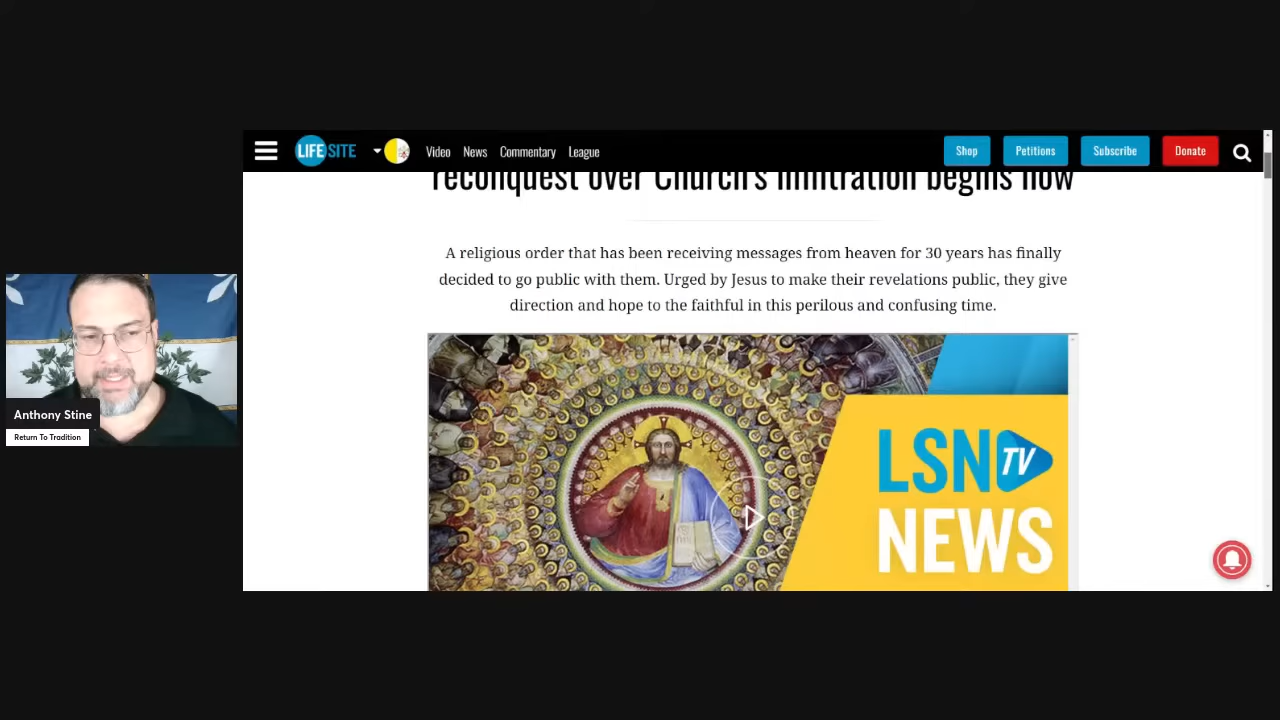 LIFESITE
Video
News
Commentary
League
Shop
Petitions
Subscribe
Donate
reconquest over Church's infiltration begins now
A religious order that has been receiving messages from heaven for 30 years has finally
decided to go public with them. Urged by Jesus to make their revelations public, they give
direction and hope to the faithful in this perilous and confusing time.
LSN TV
NEWS
Anthony Stine
Return To Tradition